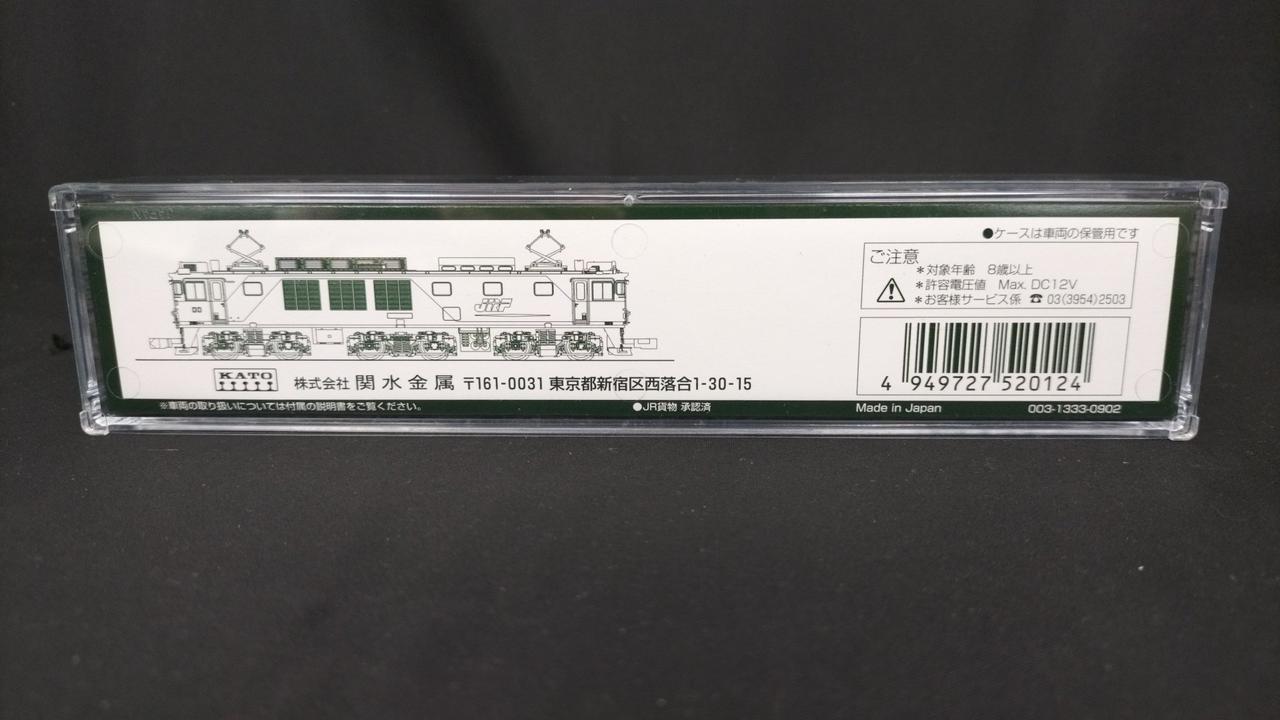 ●ケースは車両の保管用です
ご注意
＊対象年齢　8歳以上
＊許容電圧値　Max. DC12V
＊お客様サービス係 ☎ 03(3954)2503
JRF
4 949727 520124
KATO 株式会社 関水金属 〒161-0031 東京都新宿区西落合1-30-15
※車両の取り扱いについては付属の説明書をご覧ください。 ●JR貨物 承認済 Made in Japan 003-1333-0902